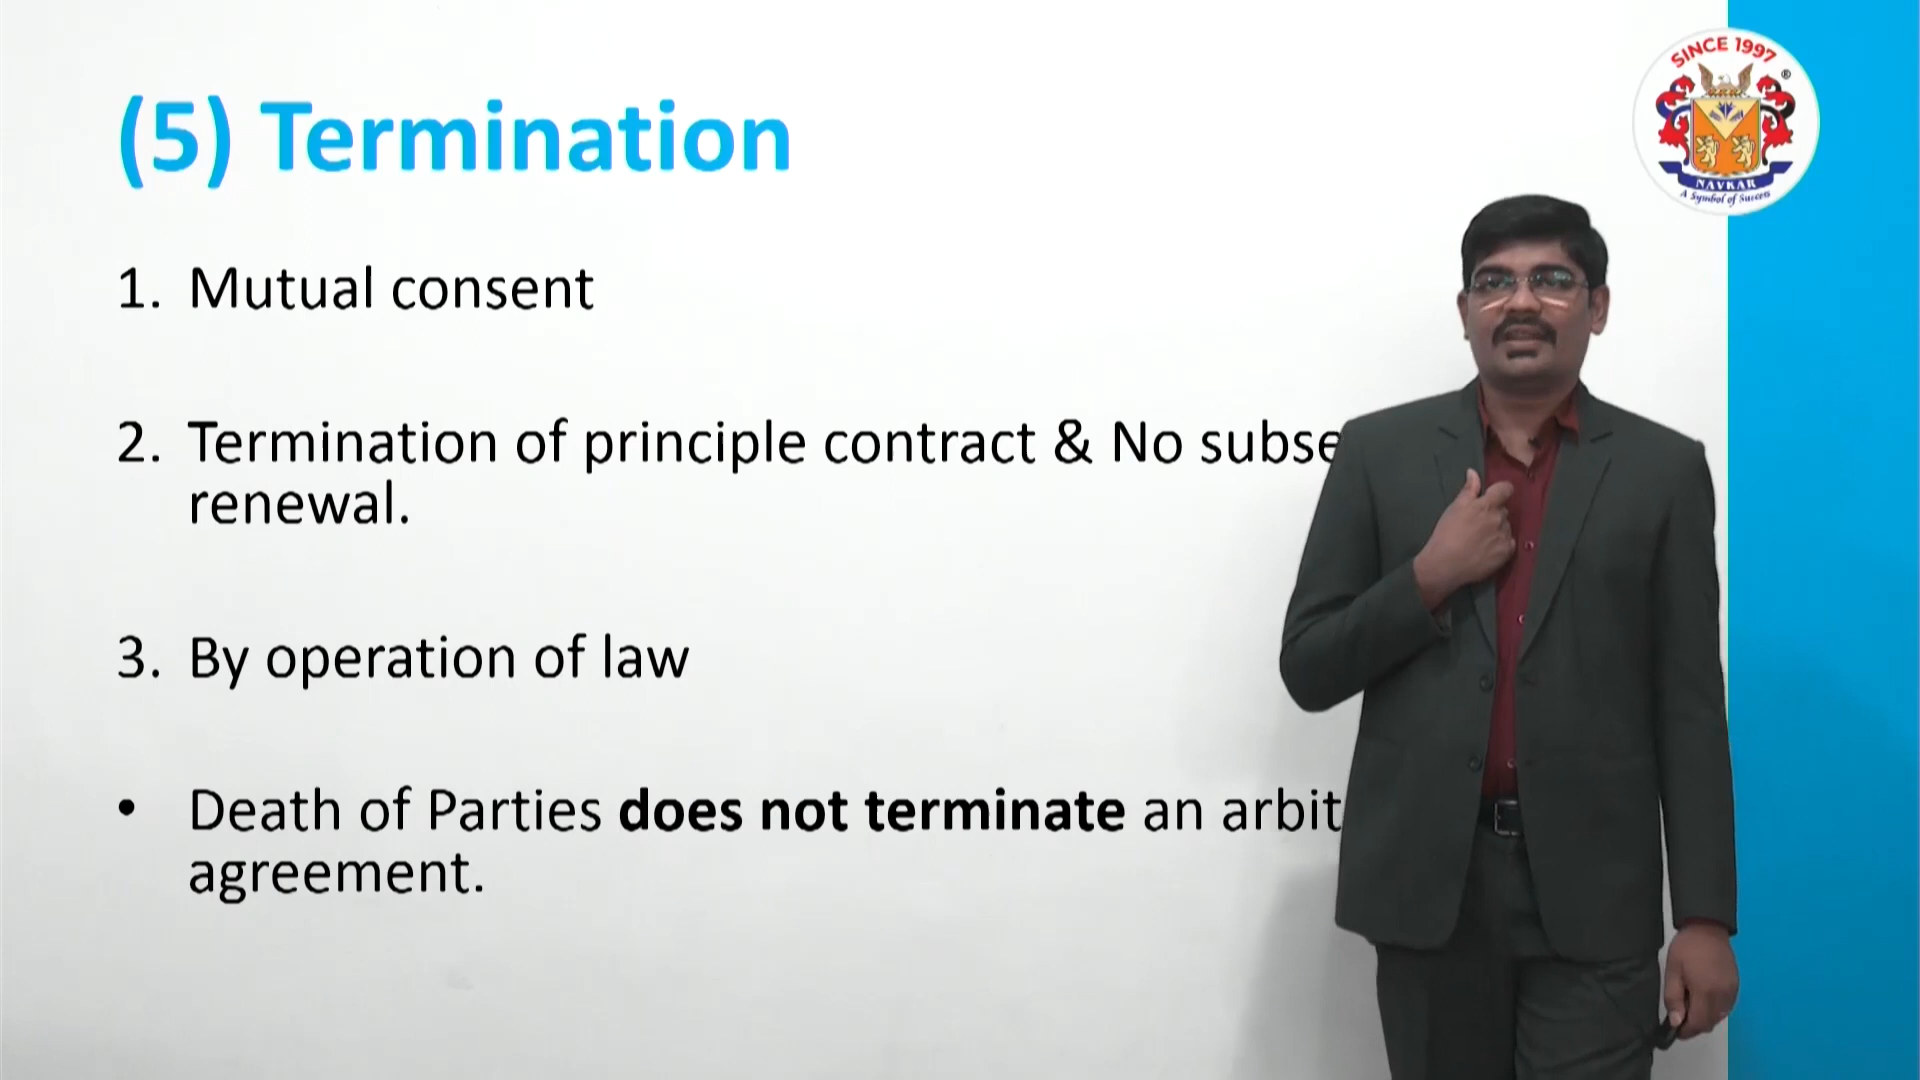 SINCE 1997
®
NAVKAR
A Symbol of Success
(5) Termination
1. Mutual consent
2. Termination of principle contract & No subse
renewal.
3. By operation of law
• Death of Parties does not terminate an arbit
agreement.